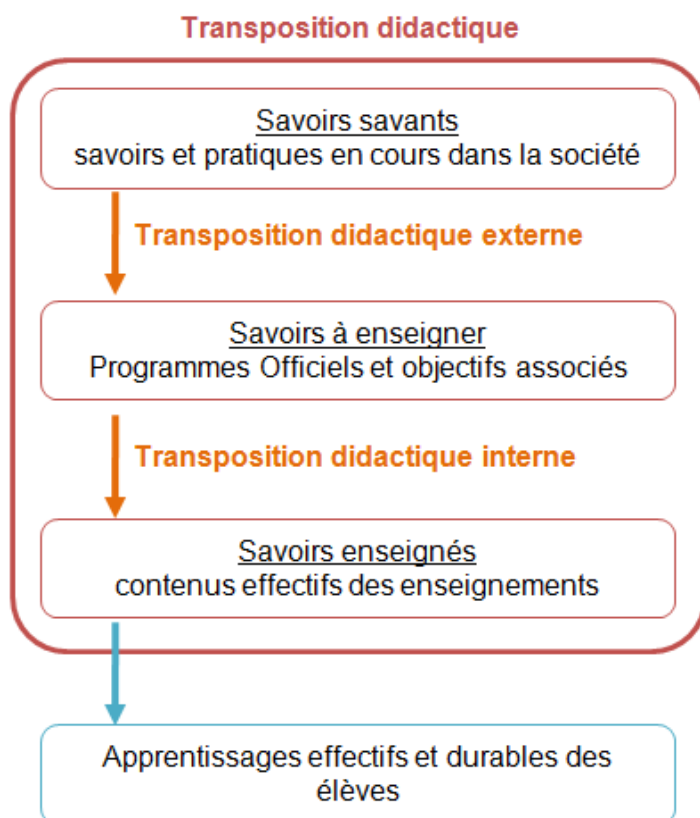 Transposition didactique
Savoirs savants
savoirs et pratiques en cours dans la société
Transposition didactique externe
Savoirs à enseigner
Programmes Officiels et objectifs associés
Transposition didactique interne
Savoirs enseignés
contenus effectifs des enseignements
Apprentissages effectifs et durables des
élèves